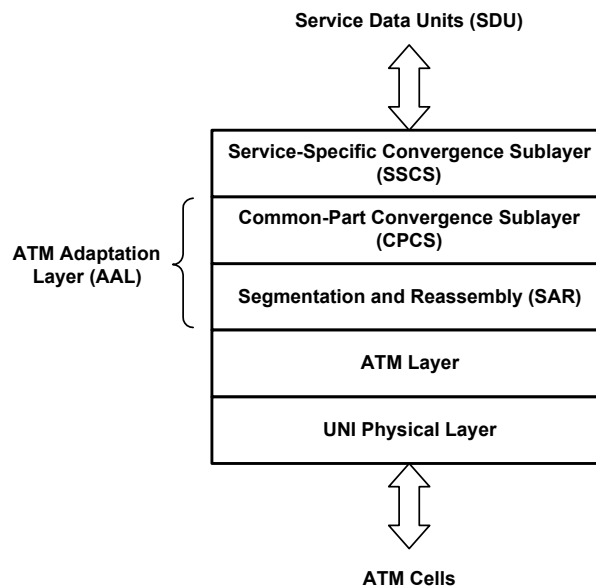 Service Data Units (SDU)
Service-Specific Convergence Sublayer
(SSCS)
Common-Part Convergence Sublayer
(CPCS)
ATM Adaptation
Layer (AAL)
Segmentation and Reassembly (SAR)
ATM Layer
UNI Physical Layer
ATM Cells